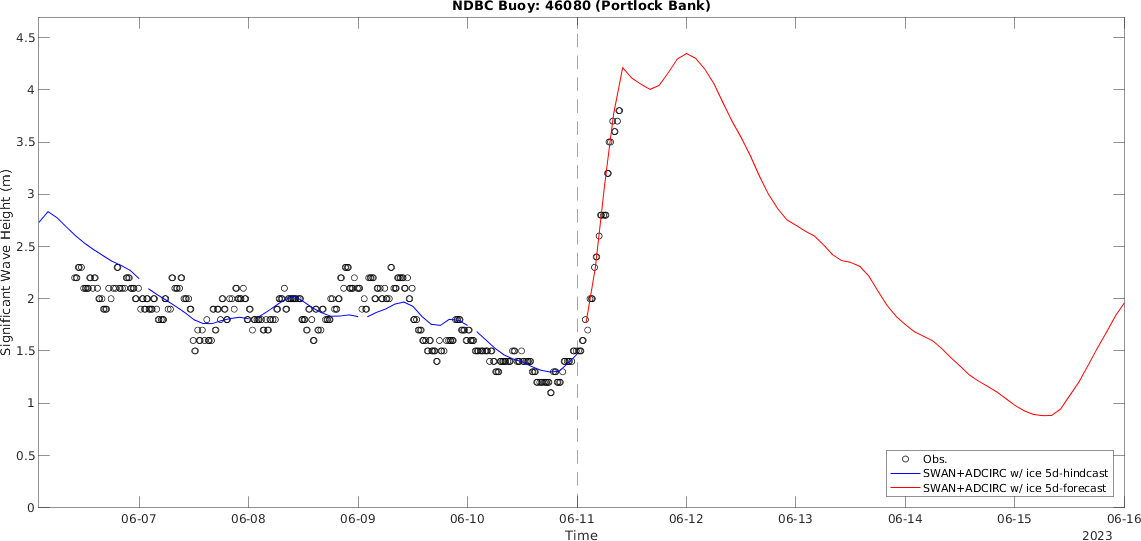 NDBC Buoy: 46080 (Portlock Bank)
4.5
4
3.5
3
2.5
2
1.5
1
0.5
0
Significant Wave Height (m)
Obs.
SWAN+ADCIRC w/ ice 5d-hindcast
SWAN+ADCIRC w/ ice 5d-forecast
06-07 06-08 06-09 06-10 06-11 06-12 06-13 06-14 06-15 06-16
Time
2023